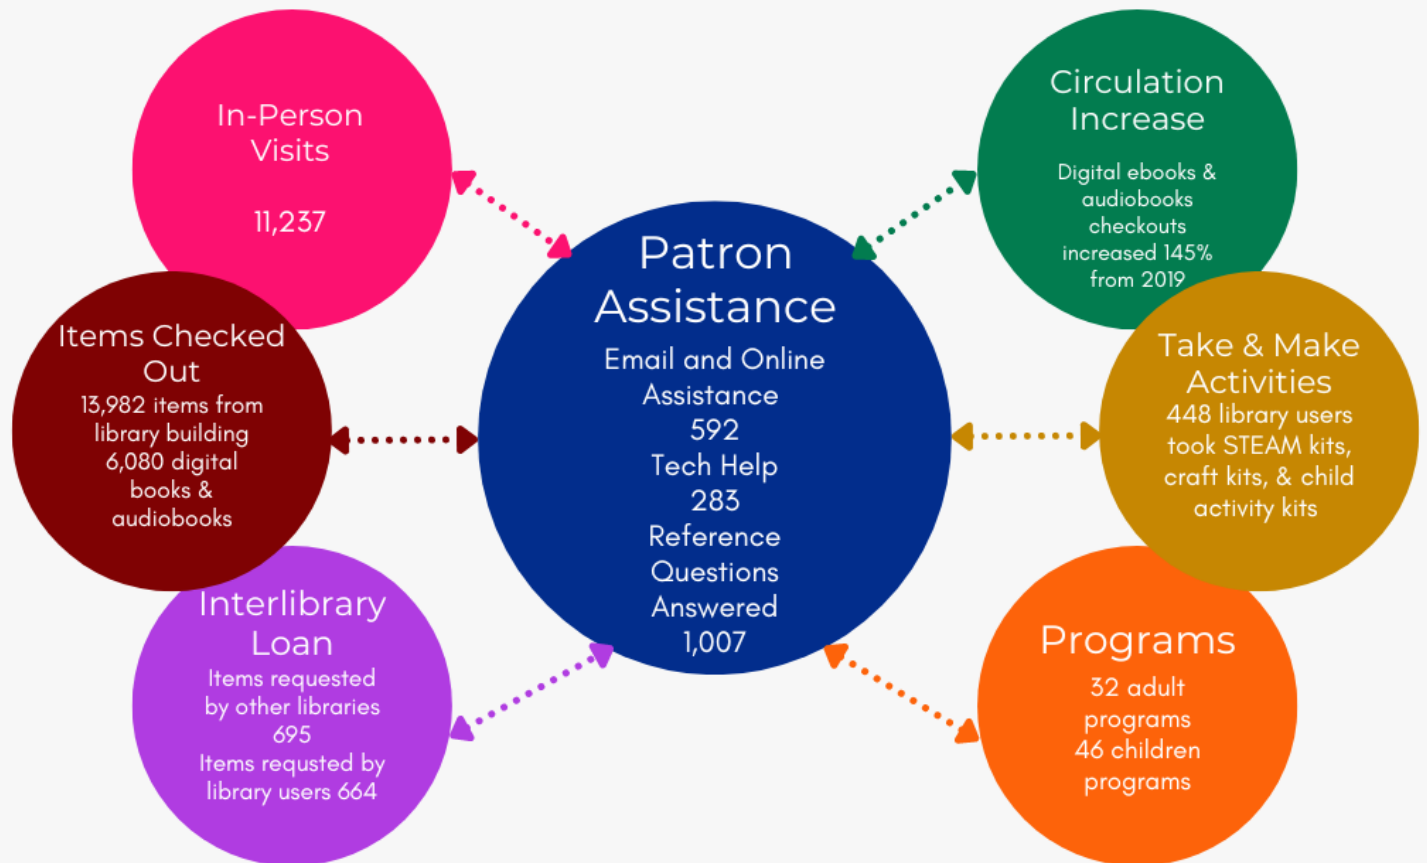 In-Person
Visits
11,237
Items Checked
Out
13,982 items from
library building
6,080 digital
books &
audiobooks
Interlibrary
Loan
Items requested
by other libraries
695
Items requsted by
library users 664
Patron
Assistance
Email and Online
Assistance
592
Tech Help
283
Reference
Questions
Answered
1,007
Circulation
Increase
Digital ebooks &
audiobooks
checkouts
increased 145%
from 2019
Take & Make
Activities
448 library users
took STEAM kits,
craft kits, & child
activity kits
Programs
32 adult
programs
46 children
programs